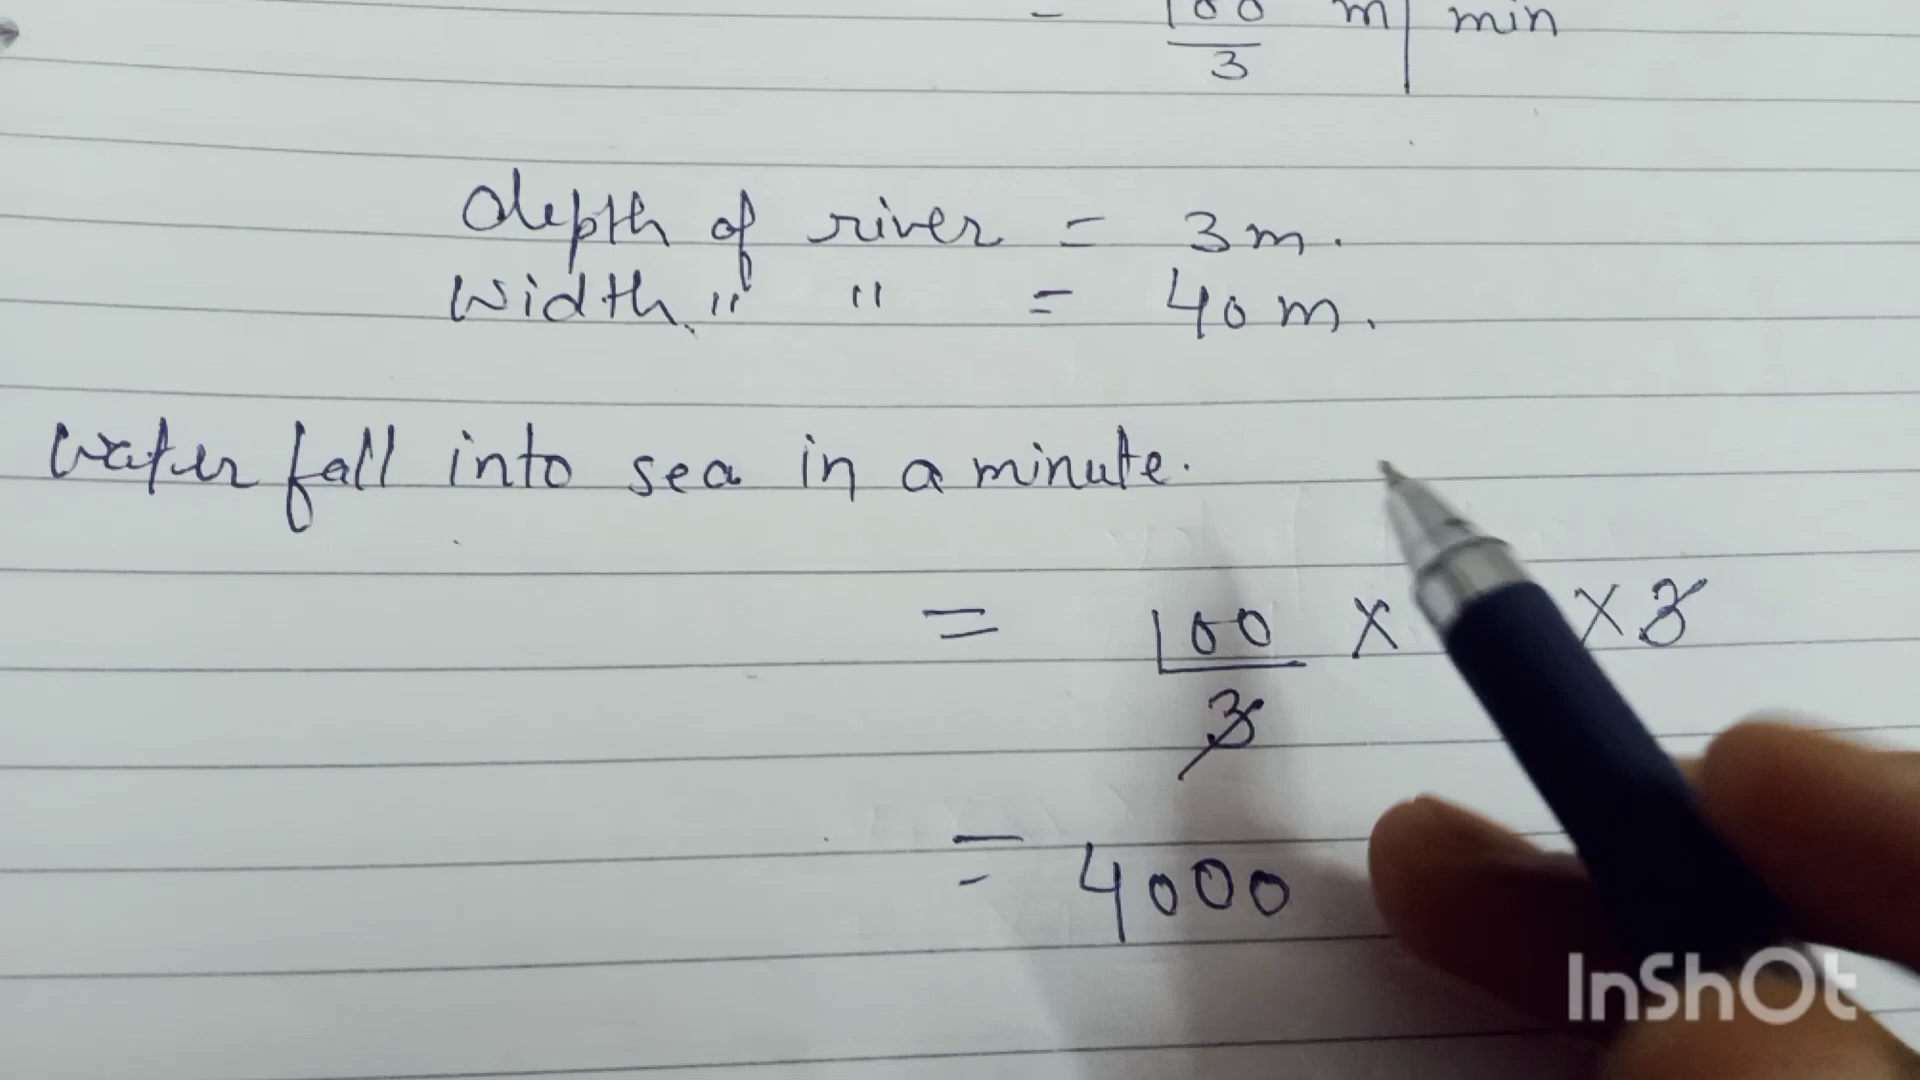 = 100 m/min
3
depth of river = 3m.
Width " " = 40m.
Water fall into sea in a minute.
= 100 × × 3
3
= 4000
InShOt